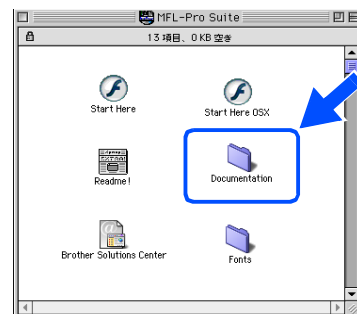 MFL-Pro Suite
13 項目、0 KB 空き
Start Here
Start Here OSX
Readme!
Documentation
Brother Solutions Center
Fonts